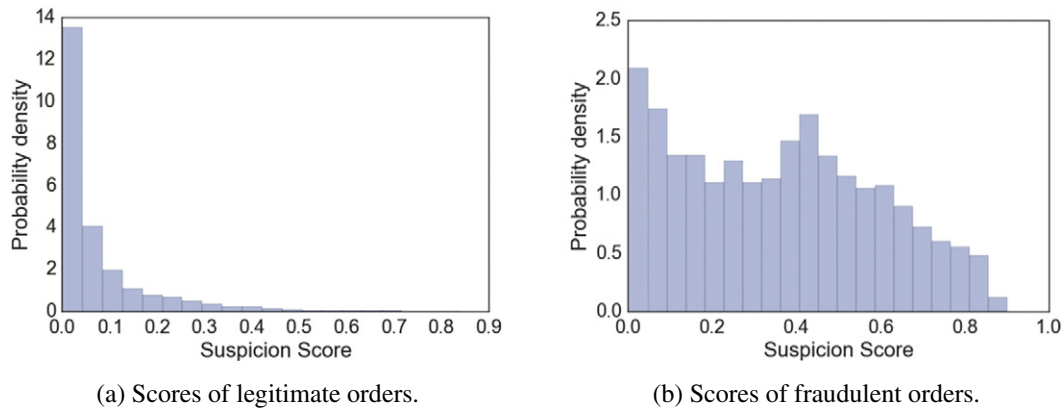 14
12
10
8
6
4
2
0
Probability density
0.0 0.1 0.2 0.3 0.4 0.5 0.6 0.7 0.8 0.9
Suspicion Score
(a) Scores of legitimate orders.
2.5
2.0
1.5
1.0
0.5
0.0
Probability density
0.0 0.2 0.4 0.6 0.8 1.0
Suspicion Score
(b) Scores of fraudulent orders.